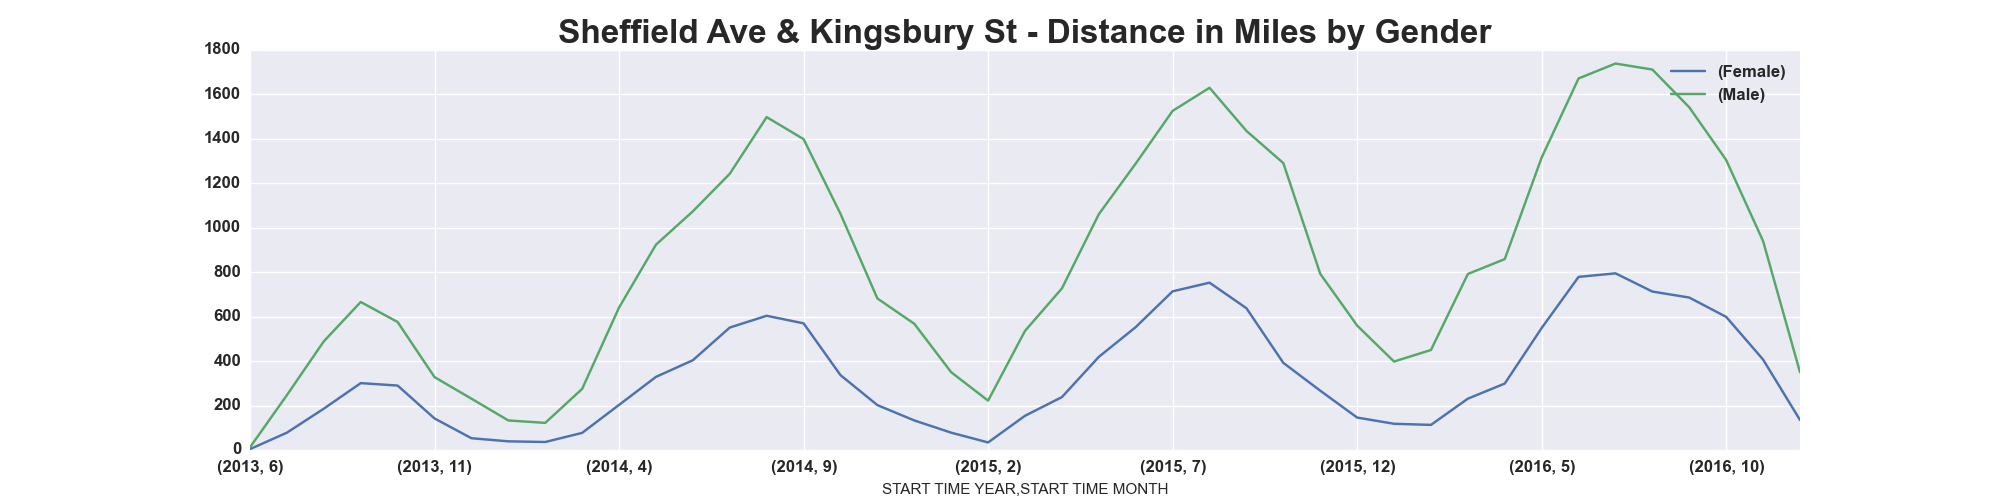 Sheffield Ave & Kingsbury St - Distance in Miles by Gender
1800
1600
1400
1200
1000
800
600
400
200
0
(Female)
(Male)
(2013, 6) (2013, 11) (2014, 4) (2014, 9) (2015, 2) (2015, 7) (2015, 12) (2016, 5) (2016, 10)
START TIME YEAR,START TIME MONTH